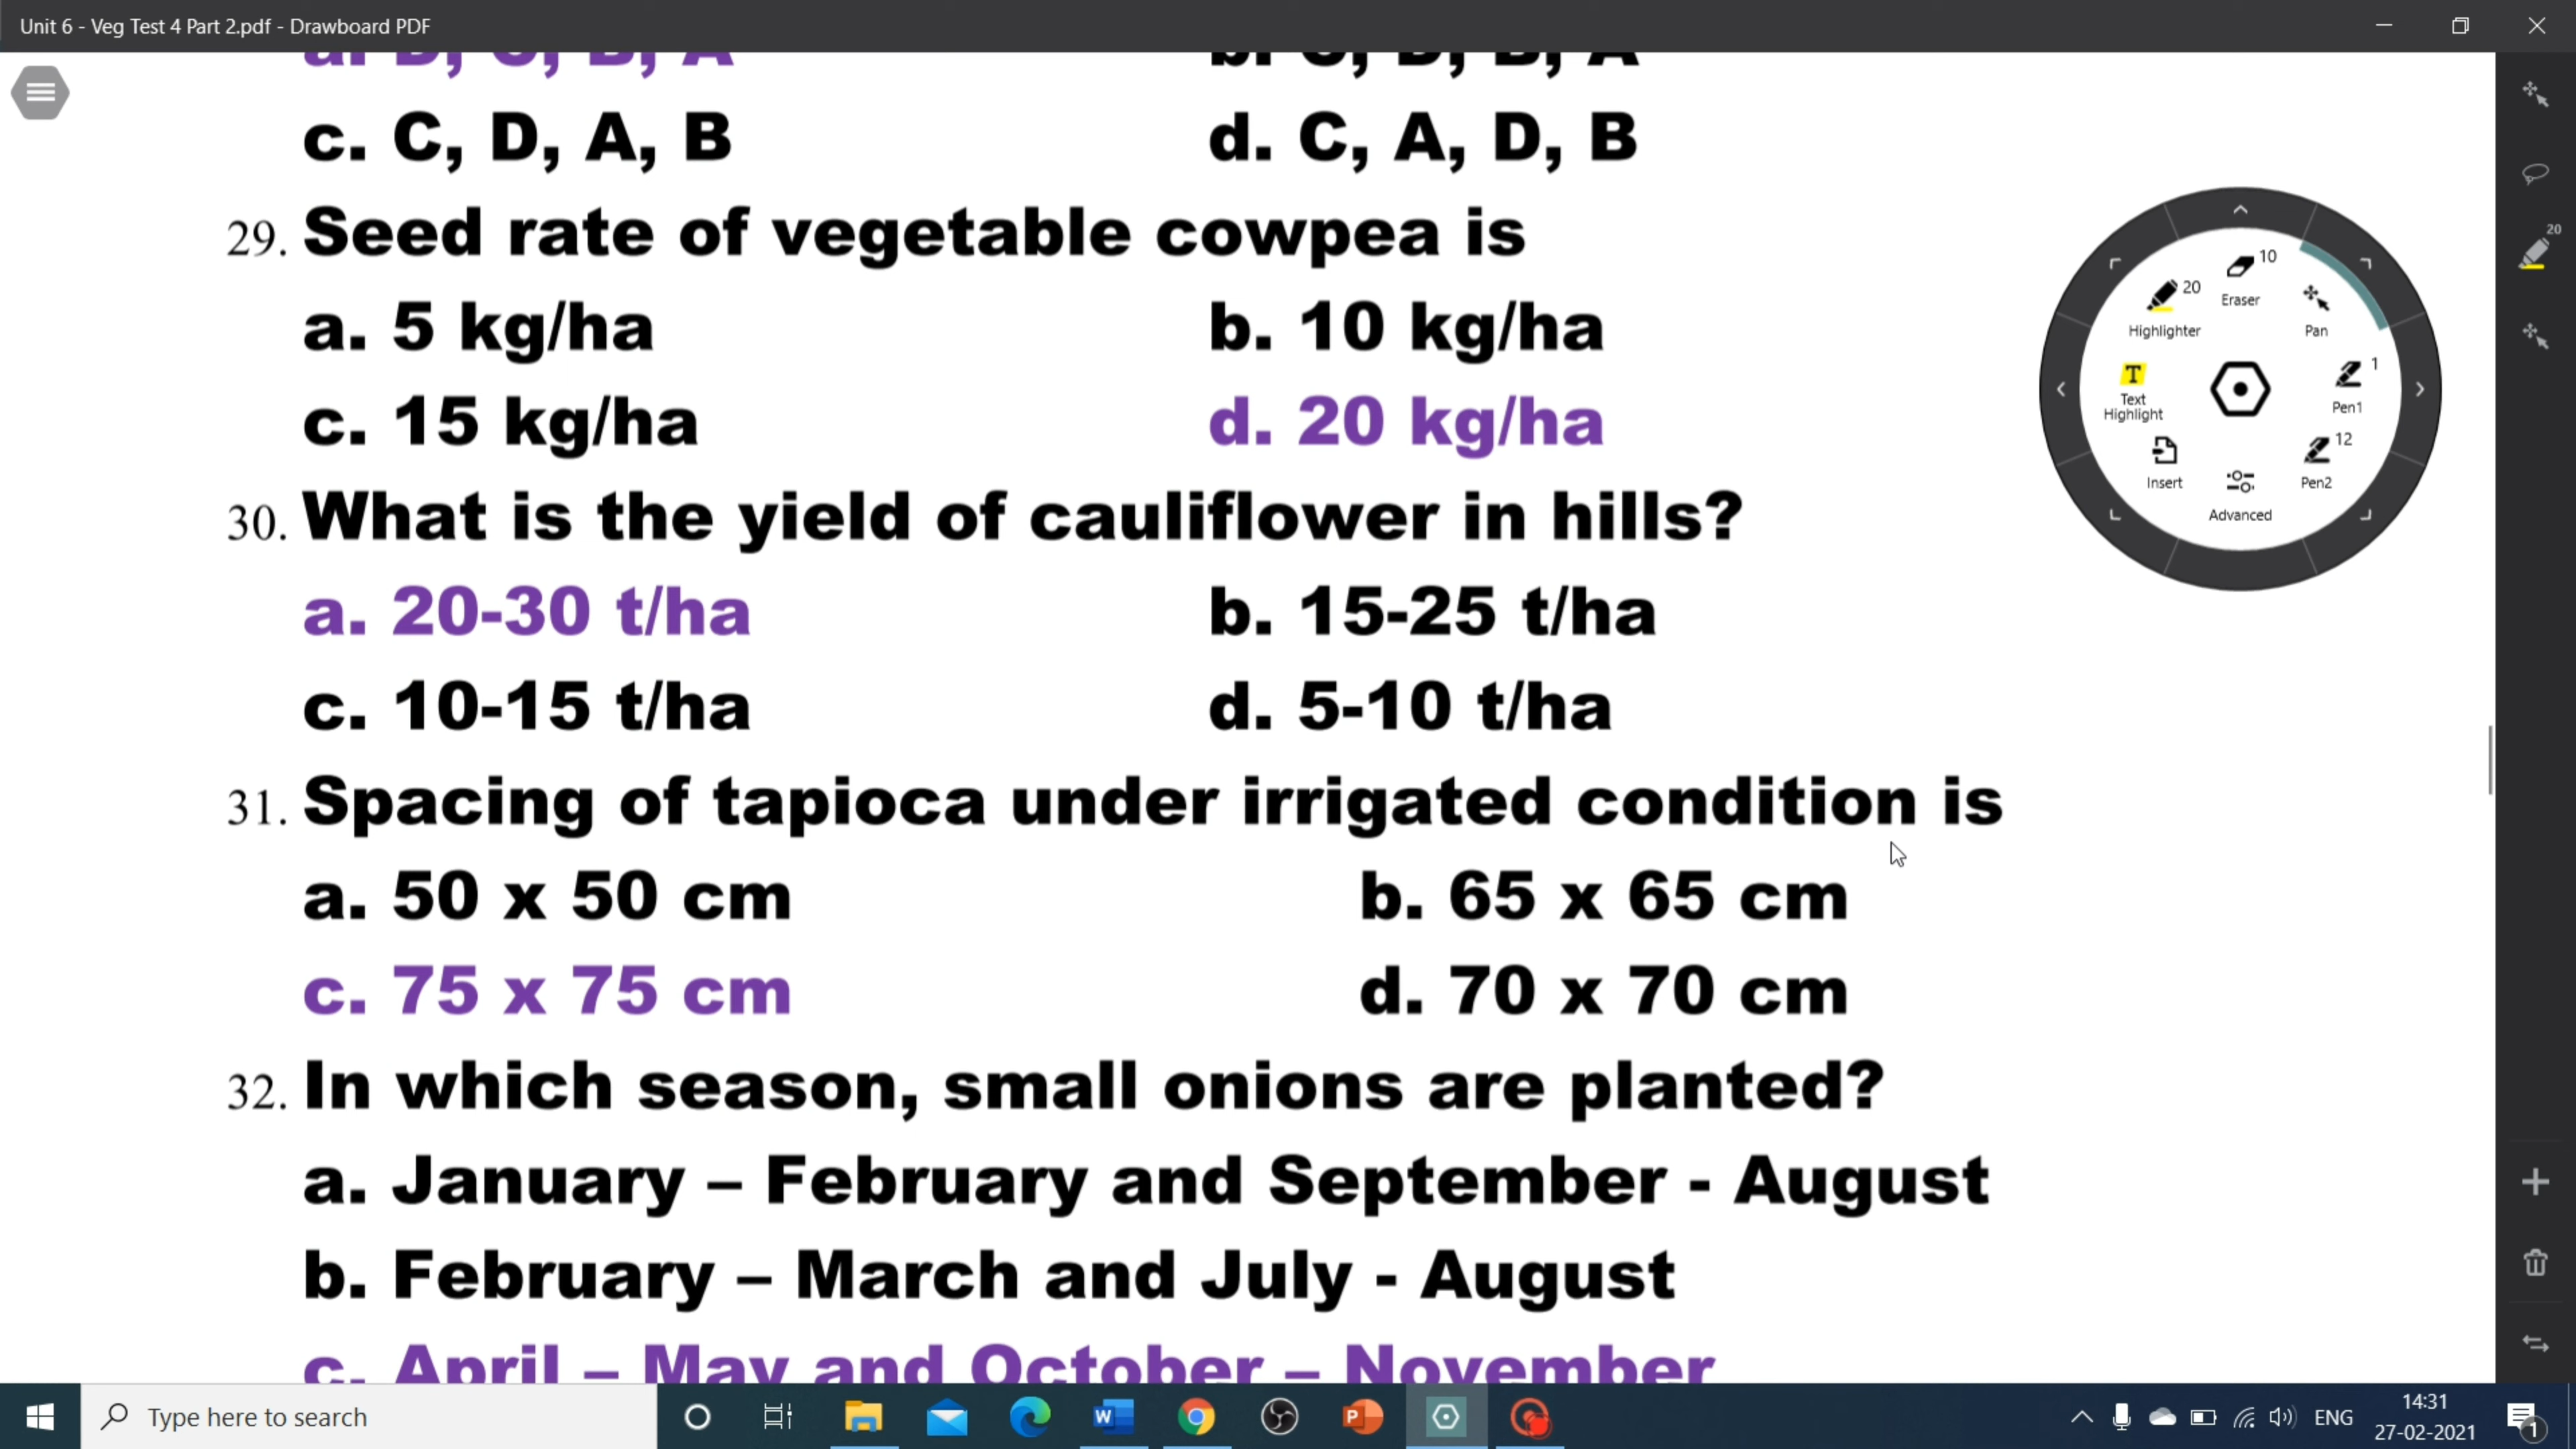 Unit 6 - Veg Test 4 Part 2.pdf - Drawboard PDF
a. D, C, B, A b. C, D, B, A
c. C, D, A, B d. C, A, D, B
29. Seed rate of vegetable cowpea is
a. 5 kg/ha b. 10 kg/ha
c. 15 kg/ha d. 20 kg/ha
30. What is the yield of cauliflower in hills?
a. 20-30 t/ha b. 15-25 t/ha
c. 10-15 t/ha d. 5-10 t/ha
31. Spacing of tapioca under irrigated condition is
a. 50 x 50 cm b. 65 x 65 cm
c. 75 x 75 cm d. 70 x 70 cm
32. In which season, small onions are planted?
a. January – February and September - August
b. February – March and July - August
c. April – May and October – November
10
Eraser
20
Highlighter
Pan
T
Text
Highlight
1
Pen1
Insert
12
Pen2
Advanced
20
Type here to search
W
P
ENG
14:31
27-02-2021
1